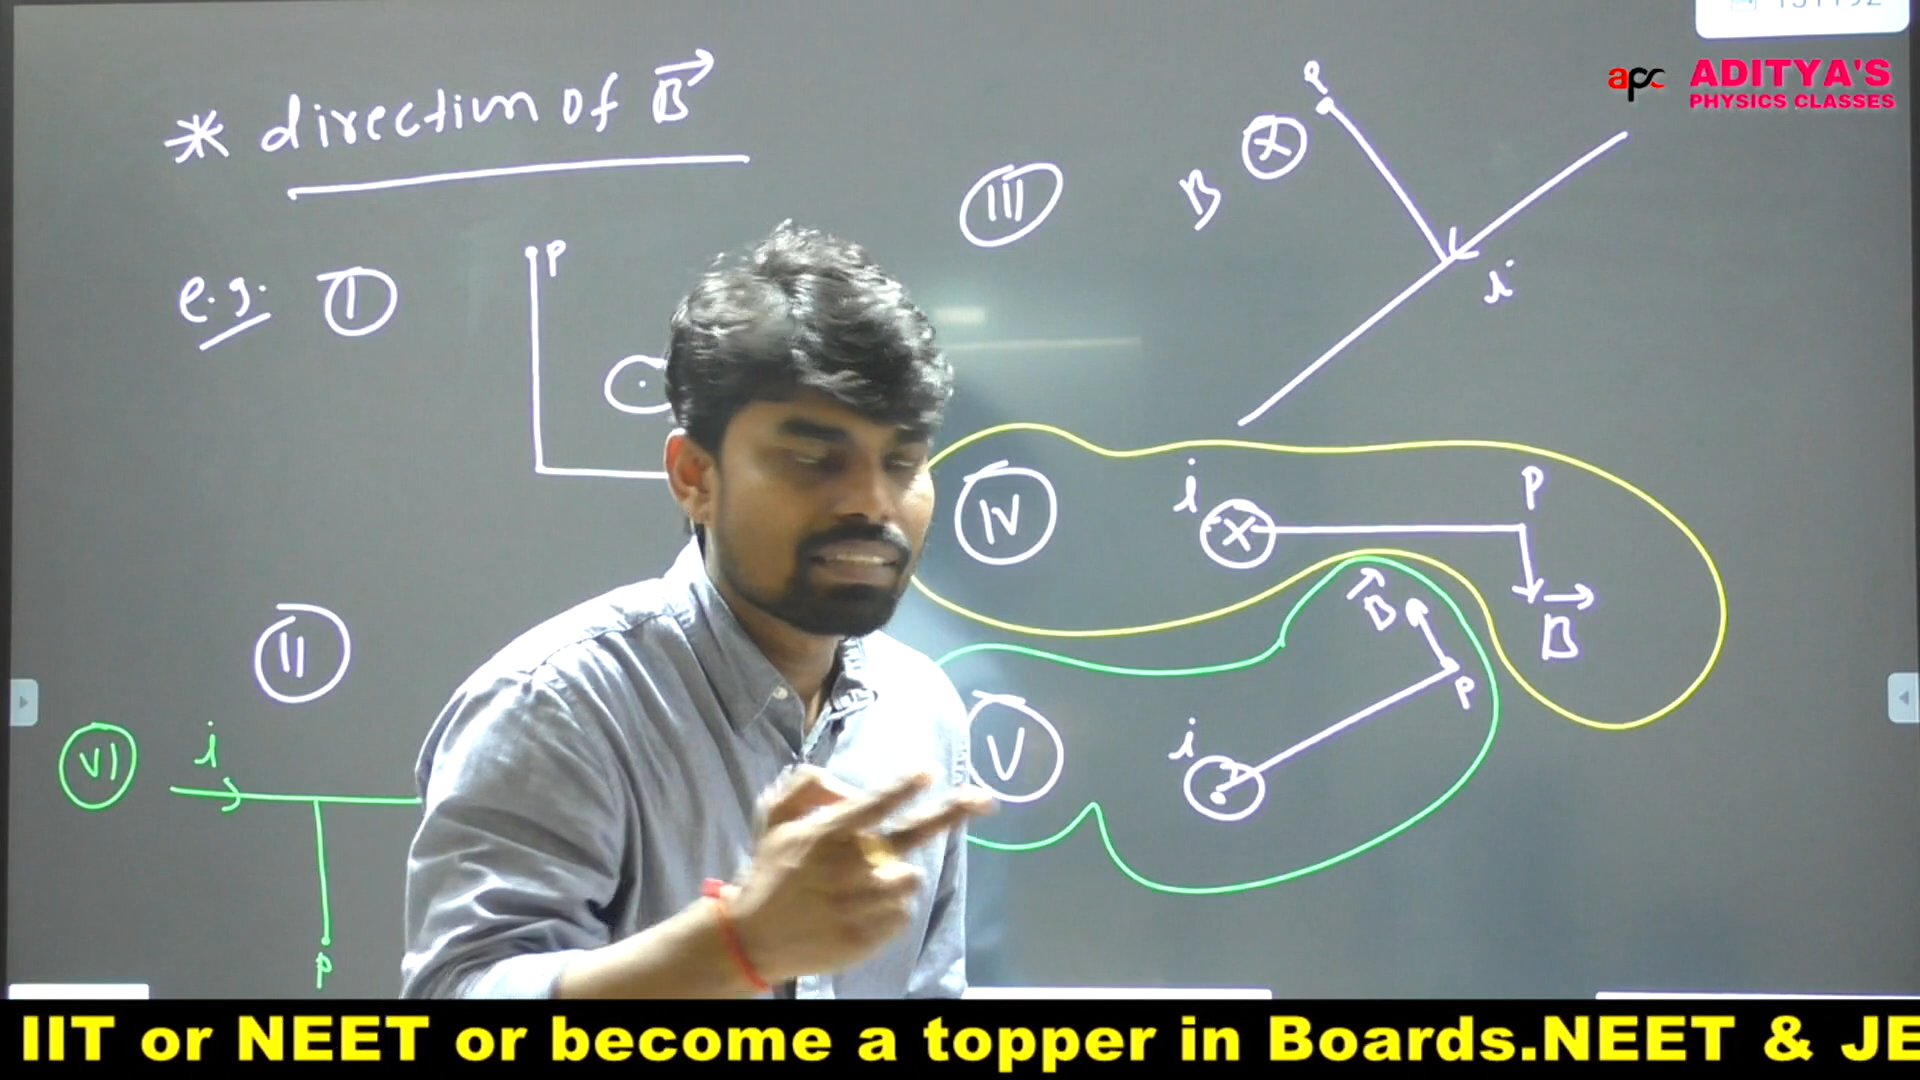 * direction of B
e.g. I
P
II
VI
i
P
III
B
X
P
i
IV
i
X
P
B
V
i
P
B
apc ADITYA'S
PHYSICS CLASSES
IIT or NEET or become a topper in Boards.NEET & JE